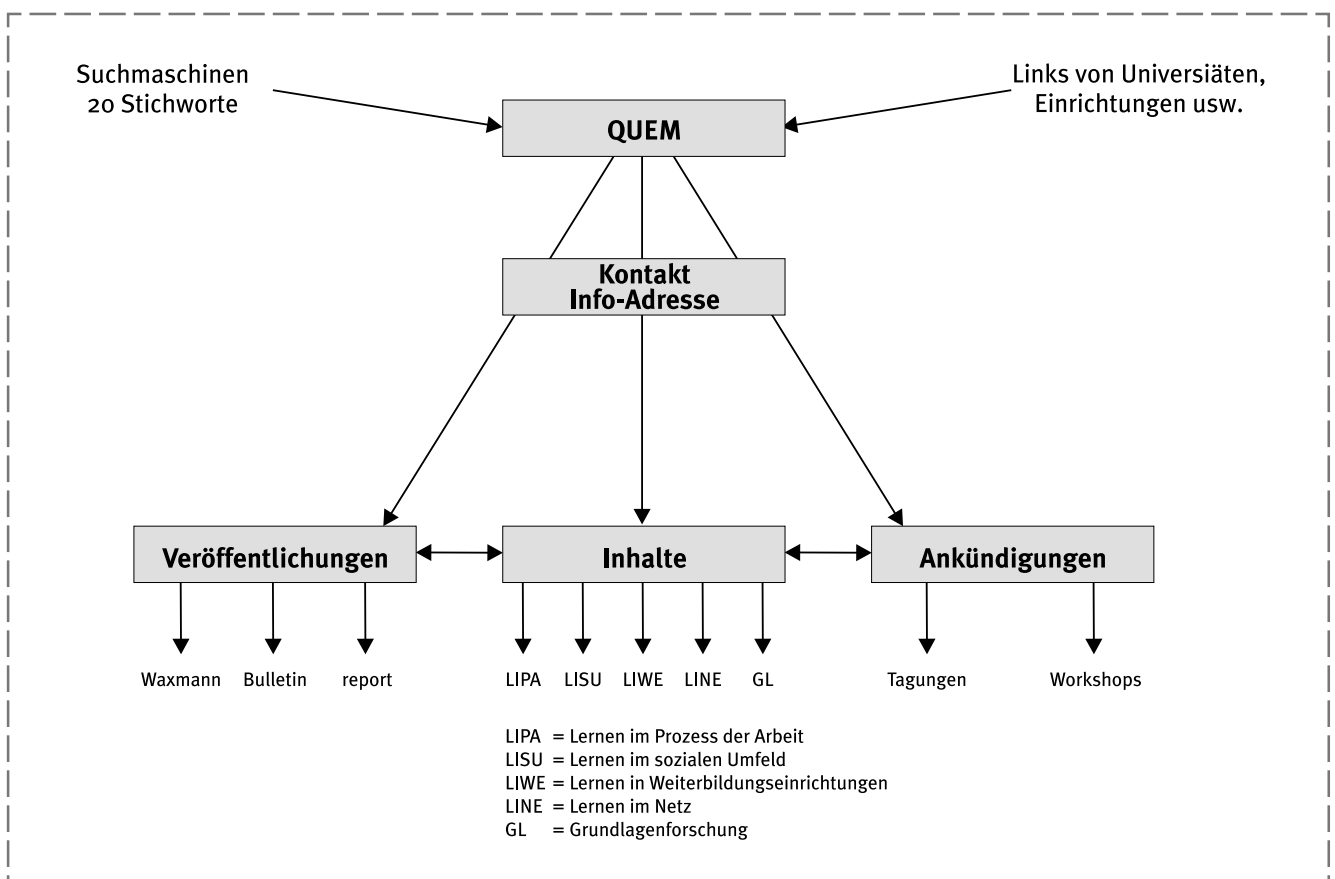 Suchmaschinen
20 Stichworte
Links von Universiäten,
Einrichtungen usw.
QUEM
Kontakt
Info-Adresse
Veröffentlichungen
Inhalte
Ankündigungen
Waxmann
Bulletin
report
LIPA
LISU
LIWE
LINE
GL
Tagungen
Workshops
LIPA = Lernen im Prozess der Arbeit
LISU = Lernen im sozialen Umfeld
LIWE = Lernen in Weiterbildungseinrichtungen
LINE = Lernen im Netz
GL = Grundlagenforschung